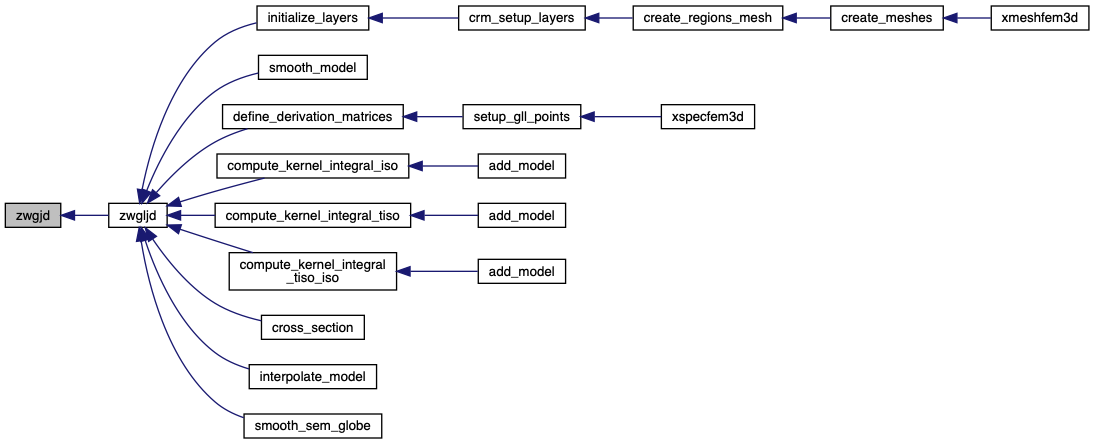 initialize_layers
crm_setup_layers
create_regions_mesh
create_meshes
xmeshfem3d
smooth_model
define_derivation_matrices
setup_gll_points
xspecfem3d
compute_kernel_integral_iso
add_model
zwgjd
zwgljd
compute_kernel_integral_tiso
add_model
compute_kernel_integral
_tiso_iso
add_model
cross_section
interpolate_model
smooth_sem_globe